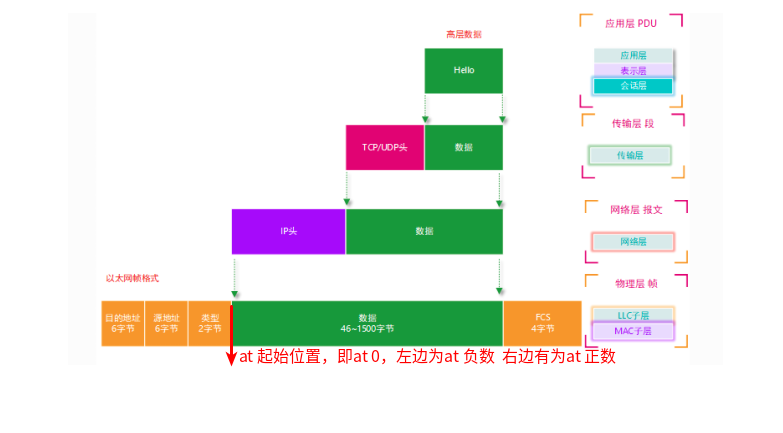 应用层 PDU
高层数据
Hello
应用层
表示层
会话层
传输层 段
TCP/UDP头
数据
传输层
网络层 报文
IP头
数据
网络层
以太网帧格式
物理层 帧
目的地址
6字节
源地址
6字节
类型
2字节
数据
46~1500字节
FCS
4字节
LLC子层
MAC子层
at 起始位置，即at 0，左边为at 负数 右边有为at 正数